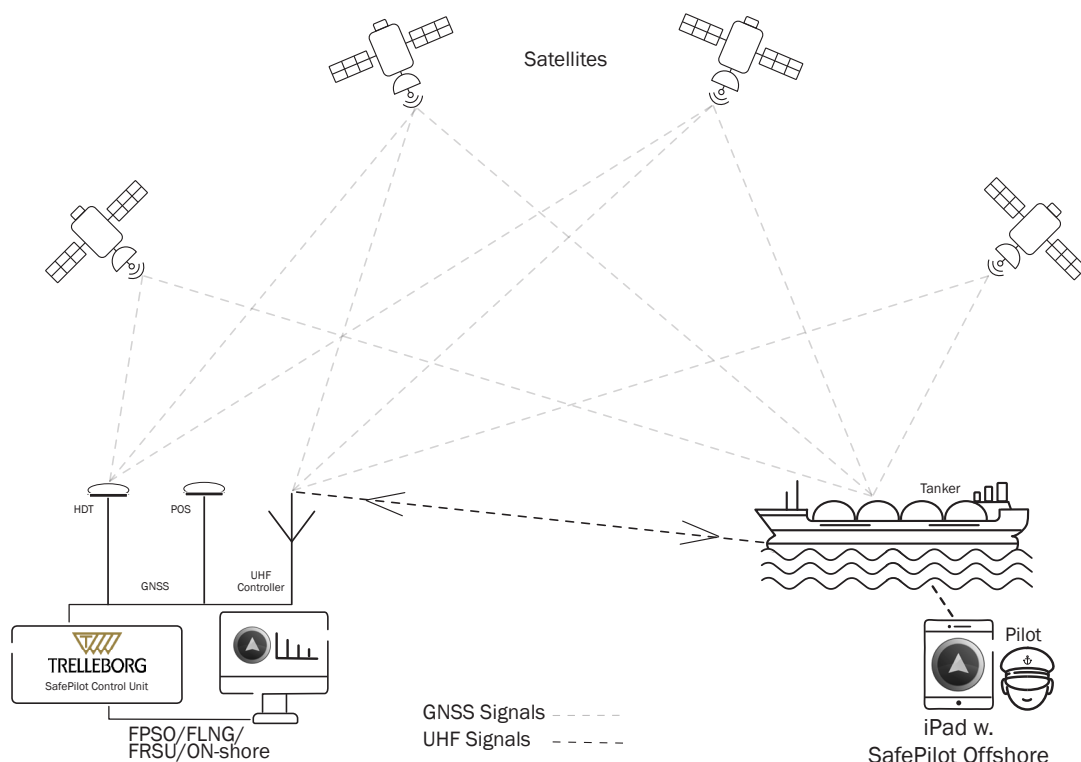 Satellites
HDT
POS
Tanker
GNSS
UHF
Controller
TRELLEBORG
SafePilot Control Unit
Pilot
GNSS Signals
UHF Signals
FPSO/FLNG/
FRSU/ON-shore
iPad w.
SafePilot Offshore